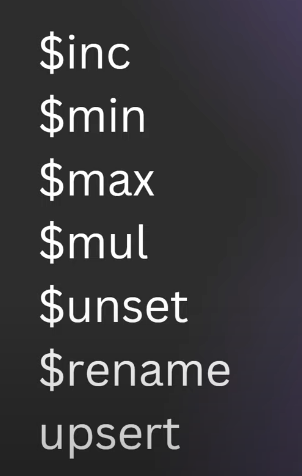 $inc
$min
$max
$mul
$unset
$rename
upsert